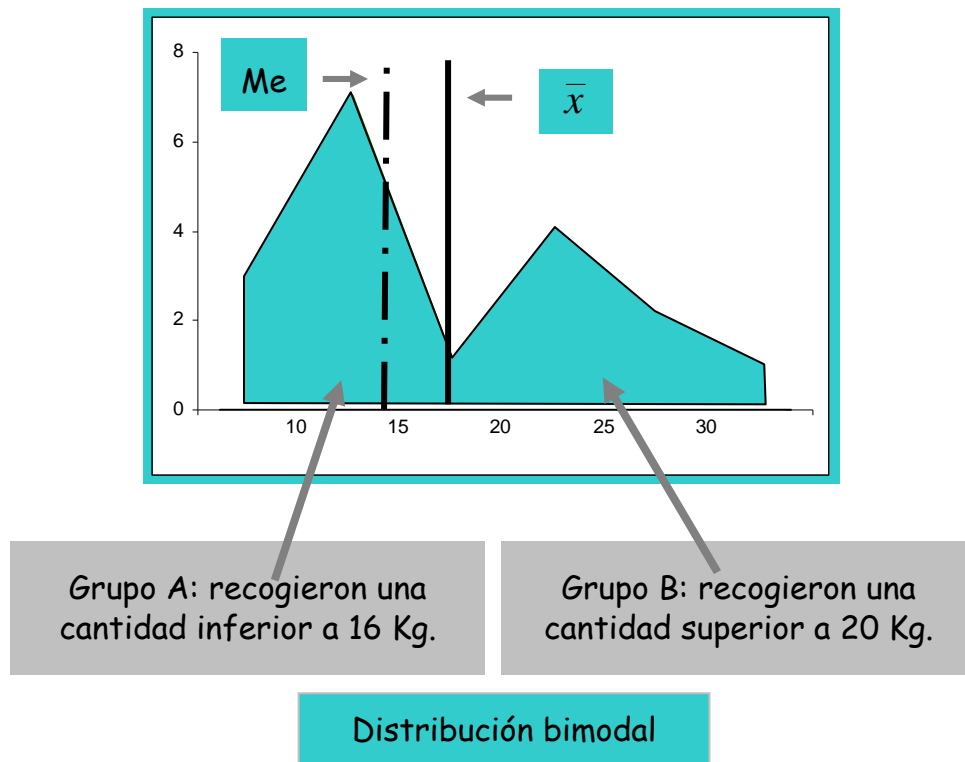 8
Me
x̄
6
4
2
0
10 15 20 25 30
Grupo A: recogieron una
cantidad inferior a 16 Kg.
Grupo B: recogieron una
cantidad superior a 20 Kg.
Distribución bimodal